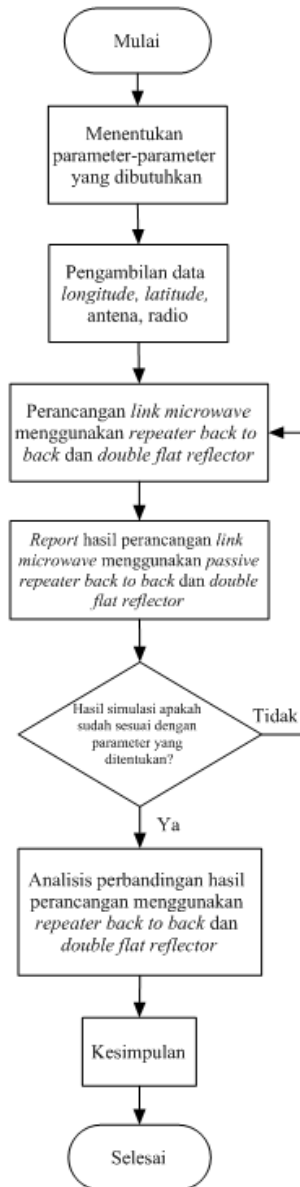 Mulai
Menentukan
parameter-parameter
yang dibutuhkan
Pengambilan data
longitude, latitude,
antena, radio
Perancangan link microwave
menggunakan repeater back to
back dan double flat reflector
Report hasil perancangan link
microwave menggunakan passive
repeater back to back dan double
flat reflector
Hasil simulasi apakah
sudah sesuai dengan
parameter yang
ditentukan?
Tidak
Ya
Analisis perbandingan hasil
perancangan menggunakan
repeater back to back dan
double flat reflector
Kesimpulan
Selesai